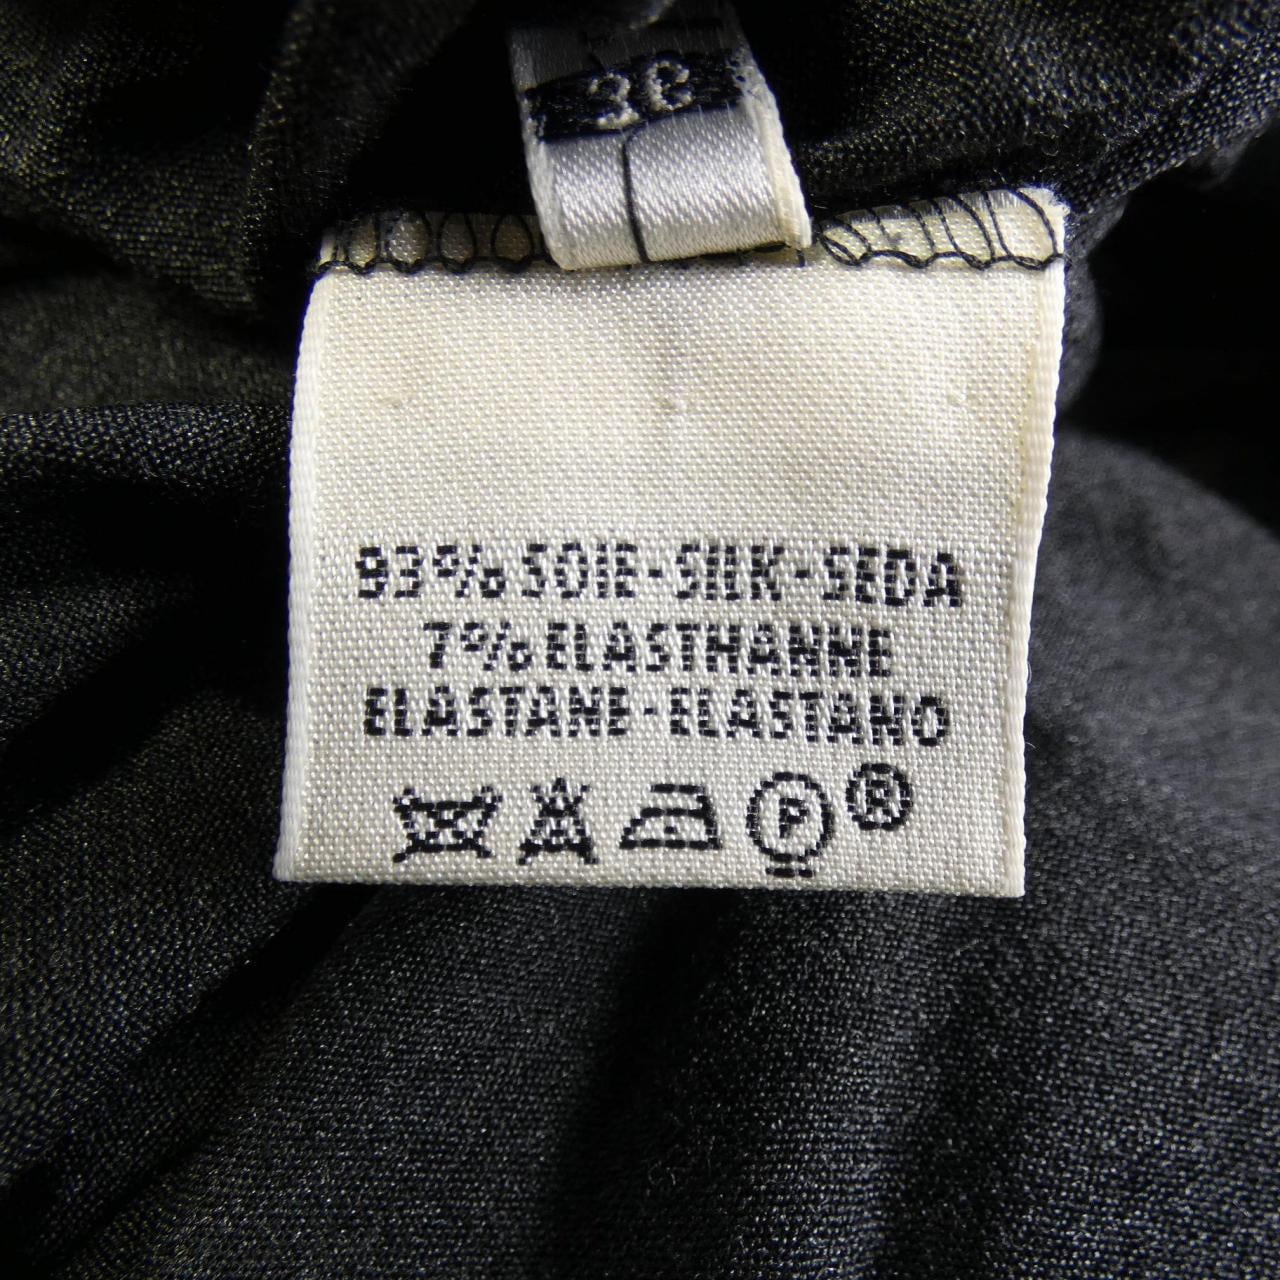 36
93% SOIE - SILK - SEDA
7% ELASTHANNE
ELASTANE - ELASTANO
P ®